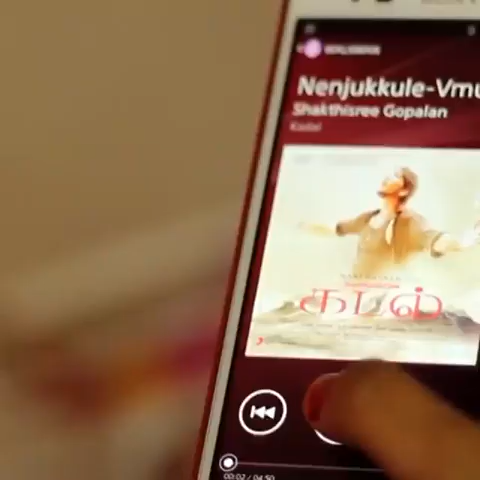 Nenjukkule-Vmu
Shakthisree Gopalan
Kadal
கடல்
00:02 / 04:50